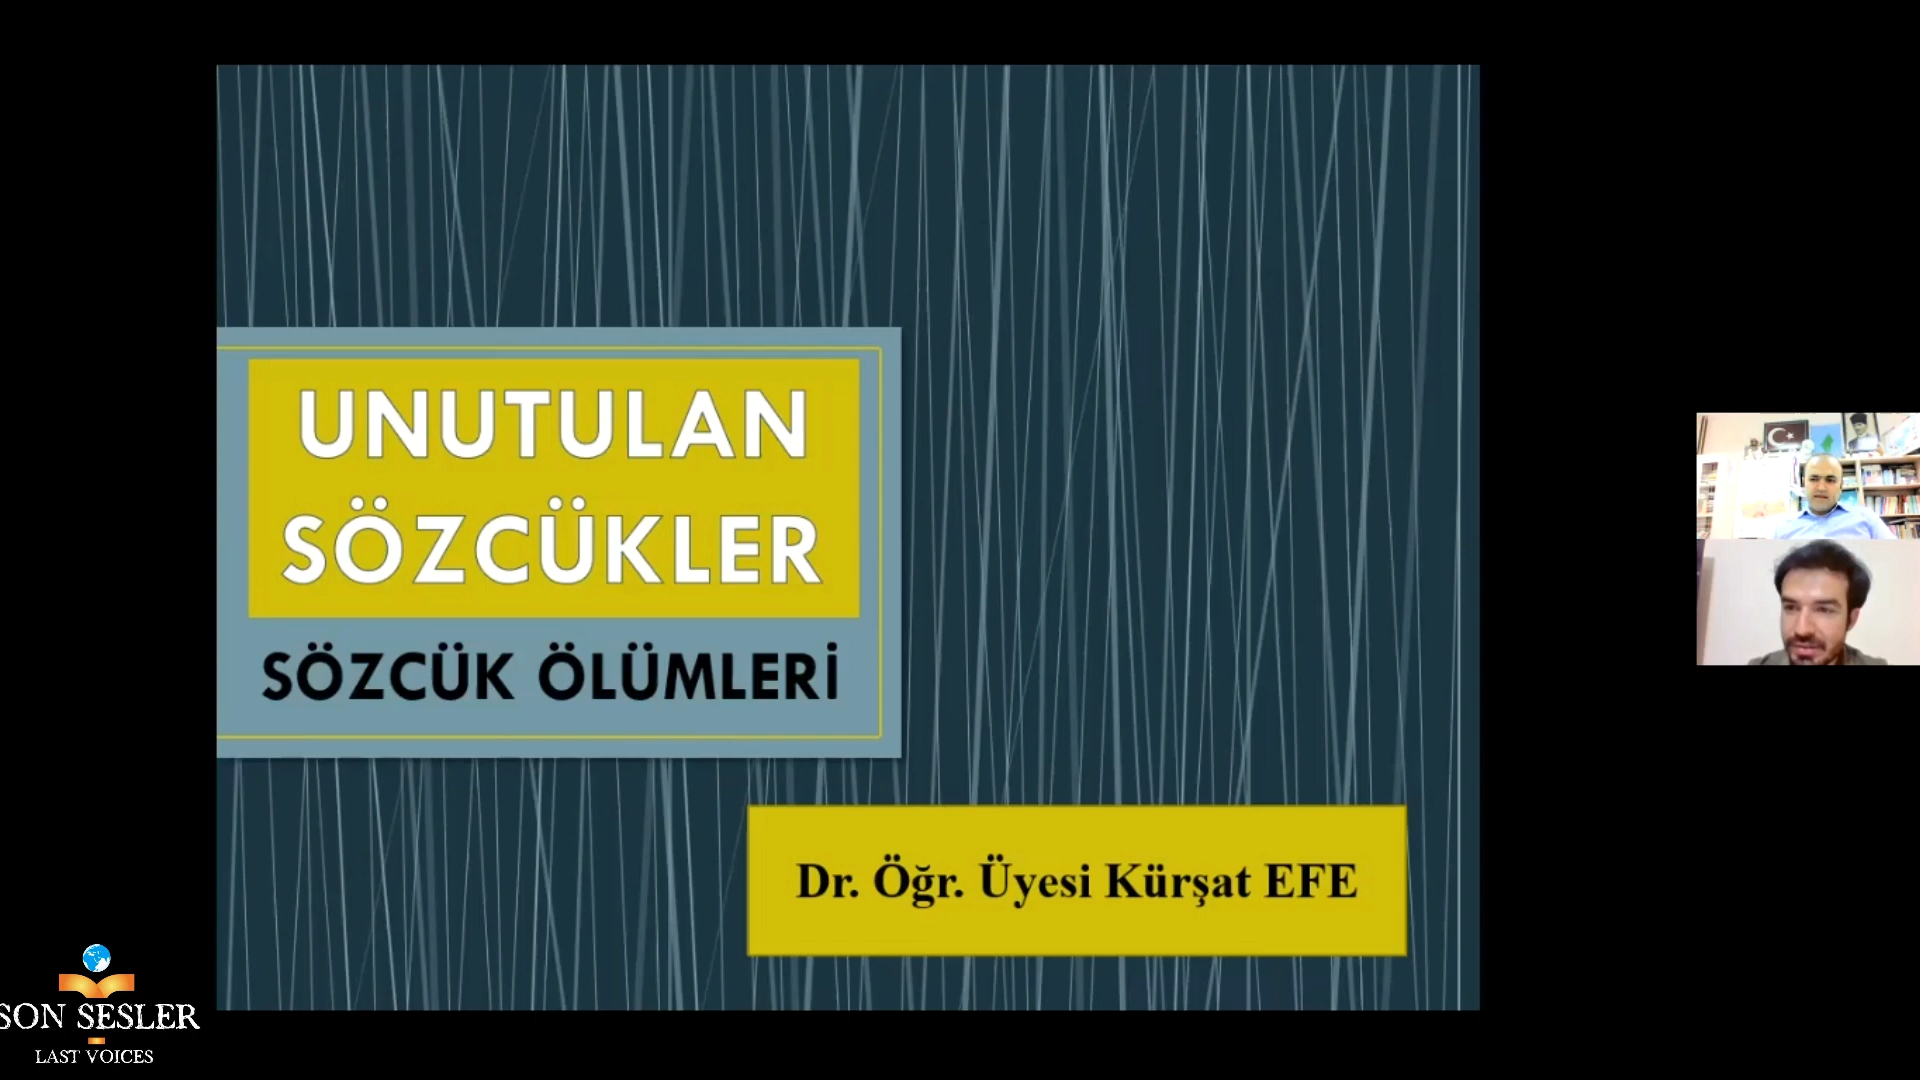 UNUTULAN
SÖZCÜKLER
SÖZCÜK ÖLÜMLERİ
Dr. Öğr. Üyesi Kürşat EFE
SON SESLER
LAST VOICES